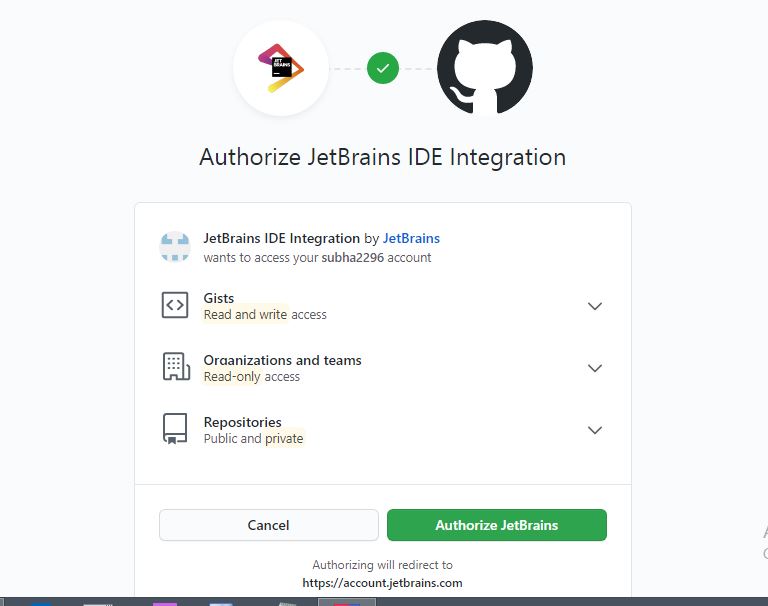 JET
BRAINS
Authorize JetBrains IDE Integration
JetBrains IDE Integration by JetBrains
wants to access your subha2296 account
Gists
Read and write access
Organizations and teams
Read-only access
Repositories
Public and private
Cancel
Authorize JetBrains
Authorizing will redirect to
https://account.jetbrains.com